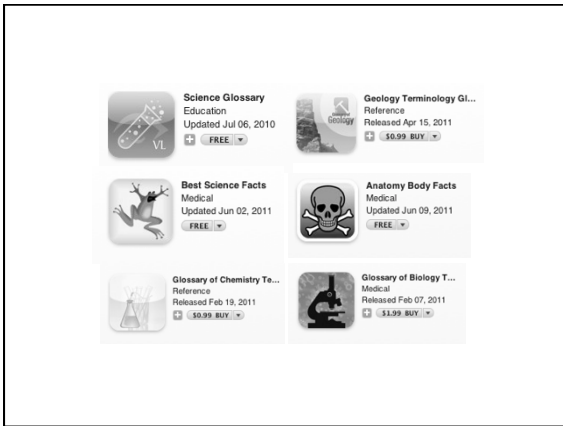 Science Glossary
Education
Updated Jul 06, 2010
FREE
VL
Geology Terminology Gl...
Reference
Released Apr 15, 2011
$0.99 BUY
Geology
Best Science Facts
Medical
Updated Jun 02, 2011
FREE
Anatomy Body Facts
Medical
Updated Jun 09, 2011
FREE
Glossary of Chemistry Te...
Reference
Released Feb 19, 2011
$0.99 BUY
Glossary of Biology T...
Medical
Released Feb 07, 2011
$1.99 BUY